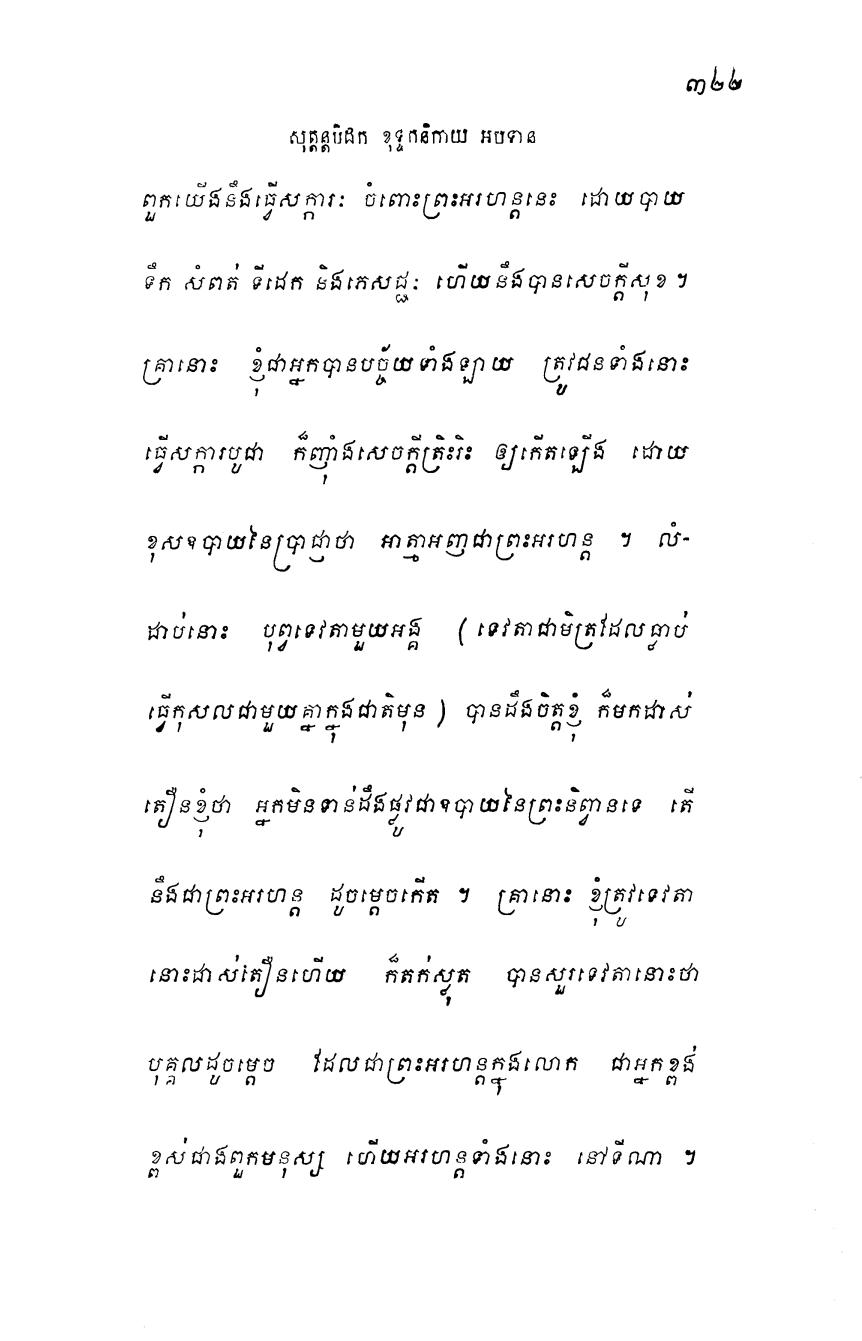 ៣២២
សុត្តន្តបិដក ខុទ្ទកនិកាយ អបទាន
ពួកយើងនឹងធ្វើសក្ការៈ ចំពោះព្រះអរហន្តនេះ ដោយបាយ
ទឹក សំពត់ ទីដេក និងភេសជ្ជៈ ហើយនឹងបានសេចក្តីសុខ ។
គ្រានោះ ខ្ញុំជាអ្នកបានបច្ច័យទាំងឡាយ ត្រូវជនទាំងនោះ
ធ្វើសក្ការបូជា ក៏ញុំាងសេចក្តីត្រិះរិះ ឲ្យកើតឡើង ដោយ
ខុសឧបាយនៃប្រាជ្ញាថា អាត្មាអញជាព្រះអរហន្ត ។ លំ-
ដាប់នោះ បុព្វទេវតាមួយអង្គ (ទេវតាជាមិត្រដែលធ្លាប់
ធ្វើកុសលជាមួយគ្នាក្នុងជាតិមុន) បានដឹងចិត្តខ្ញុំ ក៏មកដាស់
តឿនខ្ញុំថា អ្នកមិនទាន់ដឹងផ្លូវជាឧបាយនៃព្រះនិព្វានទេ តើ
នឹងជាព្រះអរហន្ត ដូចម្តេចកើត ។ គ្រានោះ ខ្ញុំត្រូវទេវតា
នោះដាស់តឿនហើយ ក៏តក់ស្លុត បានសួរទេវតានោះថា
បុគ្គលដូចម្តេច ដែលជាព្រះអរហន្តក្នុងលោក ជាអ្នកខ្ពង់
ខ្ពស់ជាងពួកមនុស្ស ហើយអរហន្តទាំងនោះ នៅទីណា ។